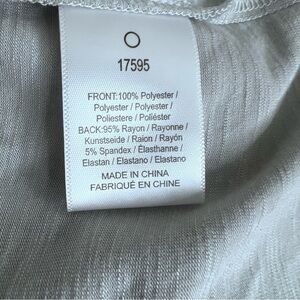 O
17595
FRONT:100% Polyester /
Polyester / Polyester /
Poliestere / Poliéster
BACK:95% Rayon / Rayonne /
Kunstseide / Raion / Rayón
5% Spandex / Élasthanne /
Elastan / Elastano / Elastano
MADE IN CHINA
FABRIQUÉ EN CHINE